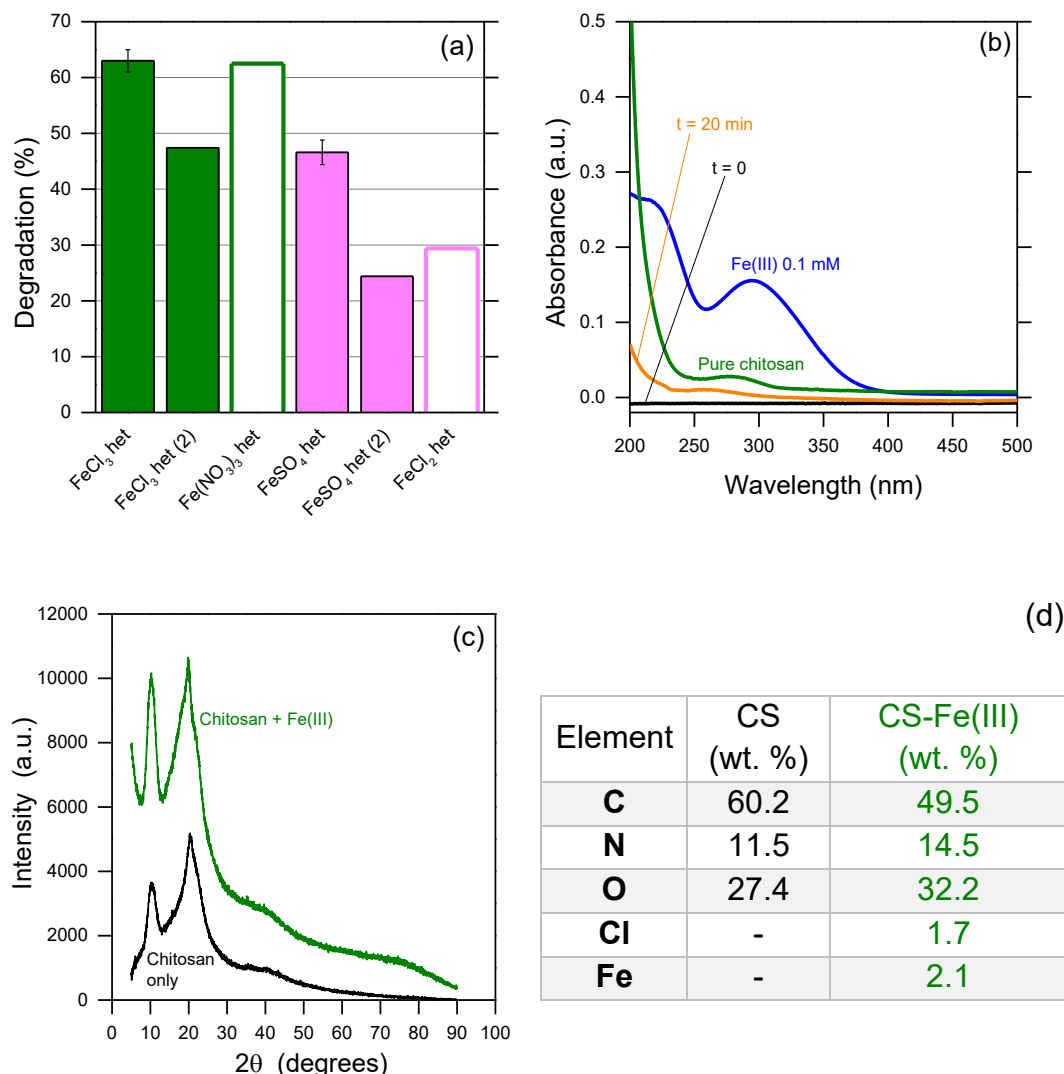 (a)
Degradation (%)
70
60
50
40
30
20
10
0
FeCl3 het
FeCl3 het (2)
Fe(NO3/3 het
FeSO4 het
FeSO4 het (2)
FeCl2 het
(b)
Absorbance (a.u.)
0.5
0.4
0.3
0.2
0.1
0.0
t = 20 min
t = 0
Fe(III) 0.1 mM
Pure chitosan
200 250 300 350 400 450 500
Wavelength (nm)
(c)
Intensity (a.u.)
12000
10000
8000
6000
4000
2000
0
Chitosan + Fe(III)
Chitosan
only
0 10 20 30 40 50 60 70 80 90 100
2θ (degrees)
(d)
Element CS (wt. %) CS-Fe(III) (wt. %)
C 60.2 49.5
N 11.5 14.5
O 27.4 32.2
Cl - 1.7
Fe - 2.1